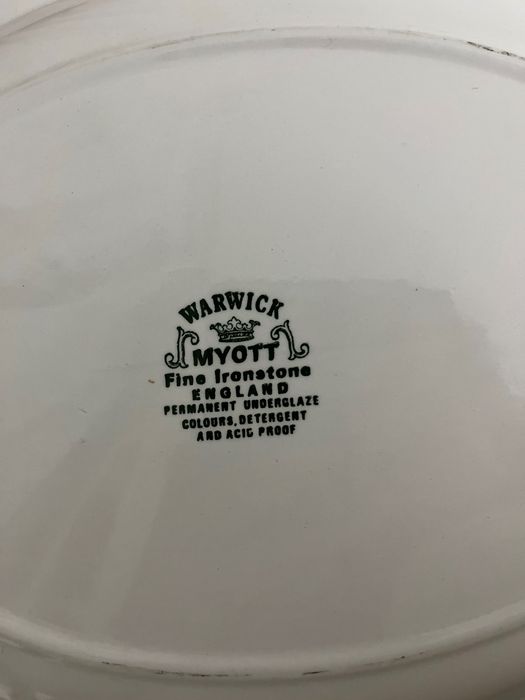 WARWICK
MYOTT
Fine Ironstone
ENGLAND
PERMANENT UNDERGLAZE
COLOURS, DETERGENT
AND ACID PROOF